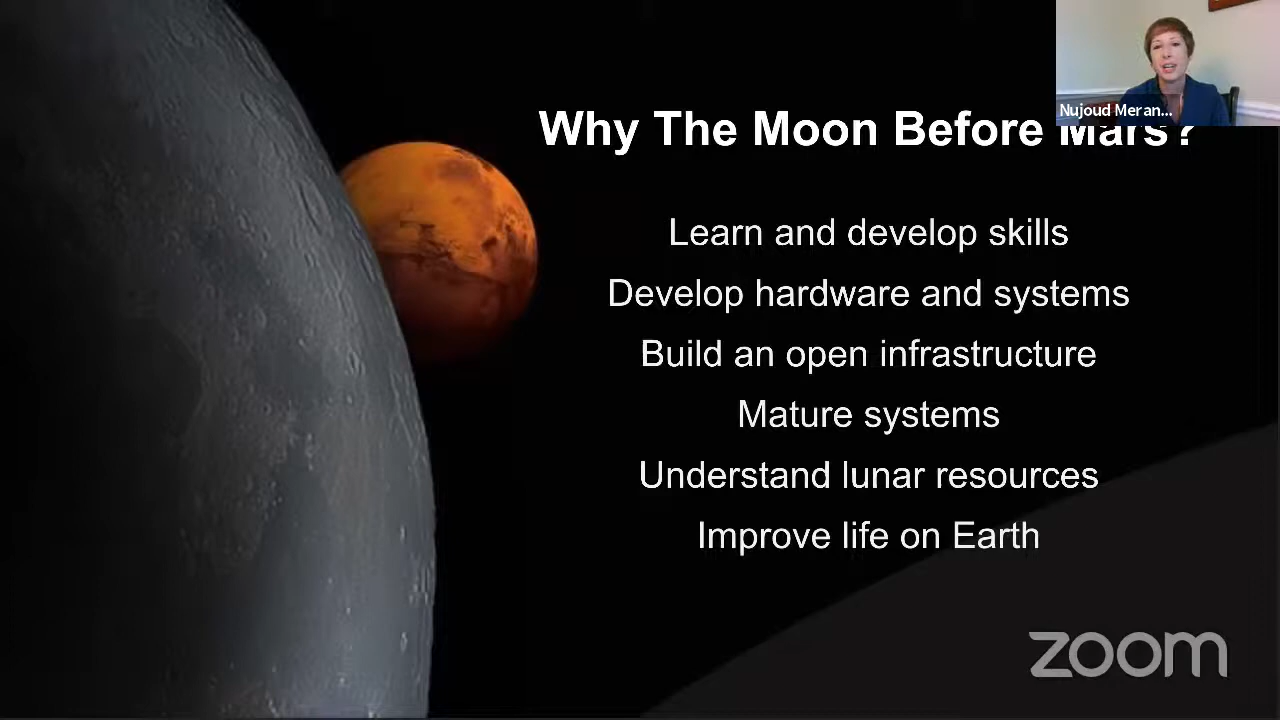 Nujoud Meran...
Why The Moon Before Mars?
Learn and develop skills
Develop hardware and systems
Build an open infrastructure
Mature systems
Understand lunar resources
Improve life on Earth
zoom